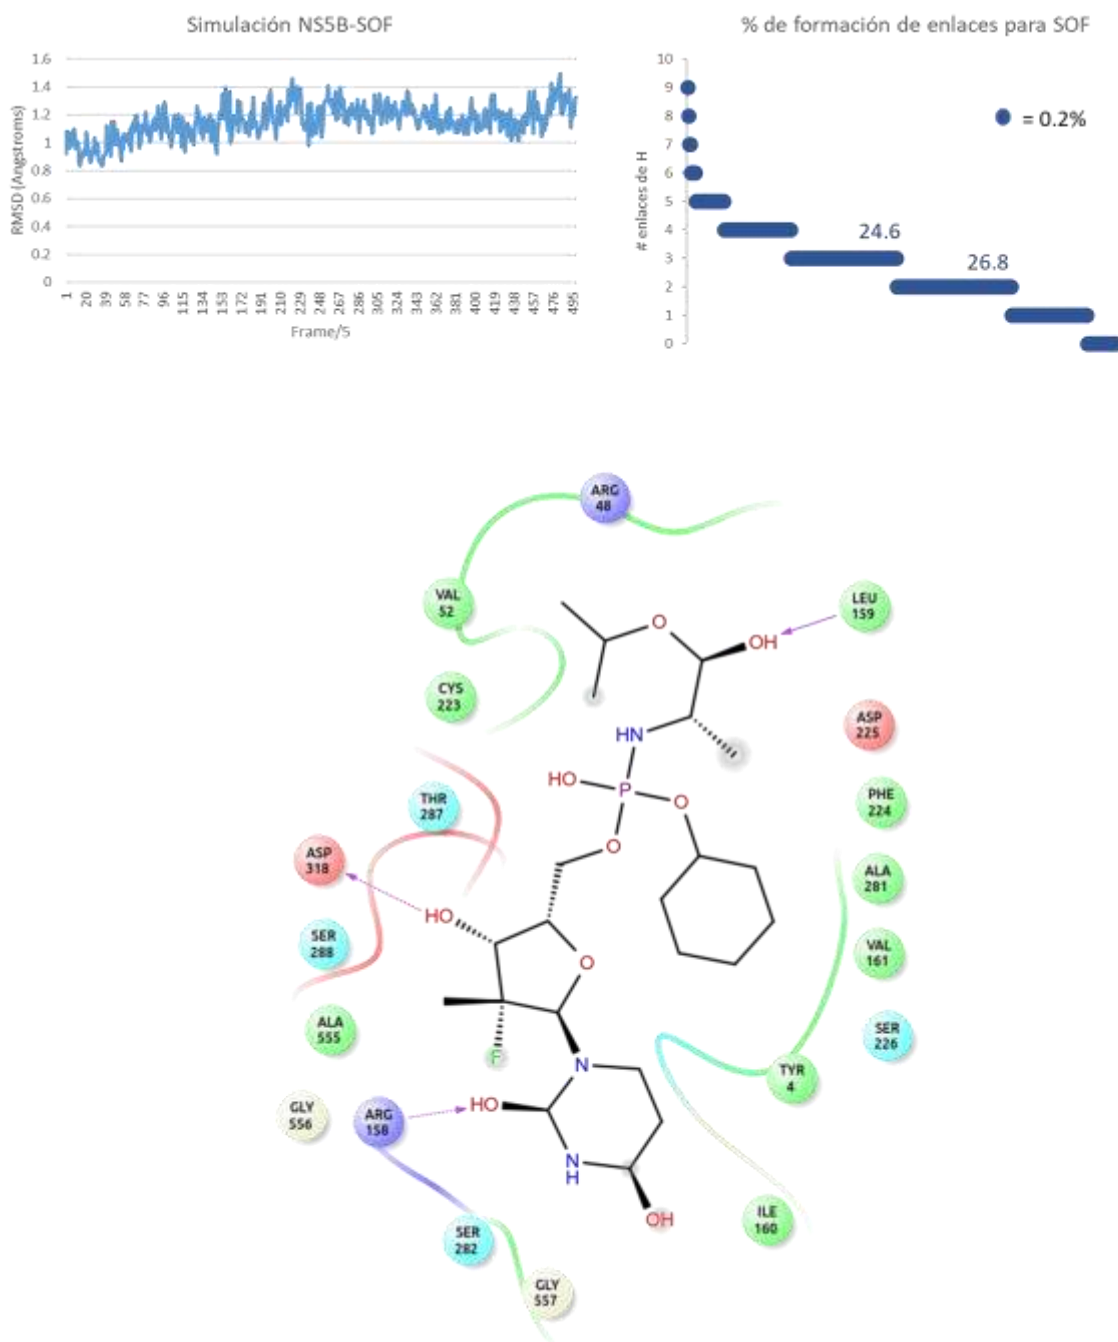 Simulación NS5B-SOF
1.6
1.4
1.2
1
0.8
0.6
0.4
0.2
0
RMSD (Angstroms)
1 20 39 58 77 96 115 134 153 172 191 210 229 248 267 286 305 324 343 362 381 400 419 438 457 476 495
Frame/5
% de formación de enlaces para SOF
10
9
8
7
6
5
4
3
2
1
0
# enlaces de H
= 0.2%
24.6
26.8
ARG
48
VAL
52
LEU
159
O
OH
CYS
223
ASP
225
HN
HO
P
O
THR
287
PHE
224
O
ASP
318
ALA
281
HO
SER
288
O
VAL
161
ALA
555
F
SER
226
N
TYR
4
GLY
556
ARG
158
HO
N
H
OH
ILE
160
SER
282
GLY
557